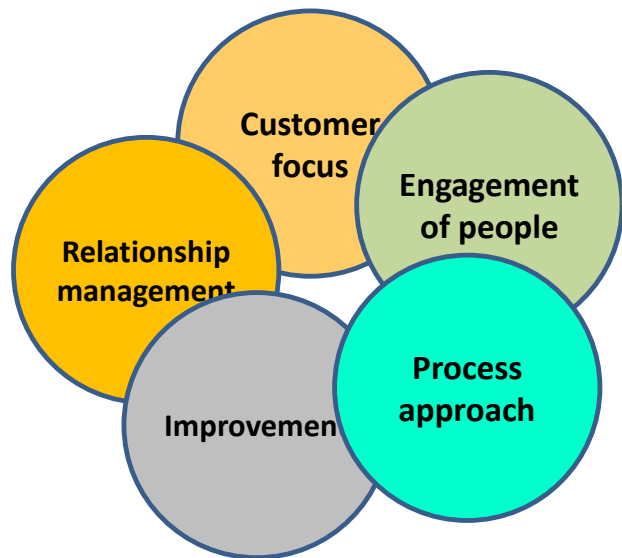 Customer
focus
Engagement
of people
Relationship
management
Process
approach
Improvemen